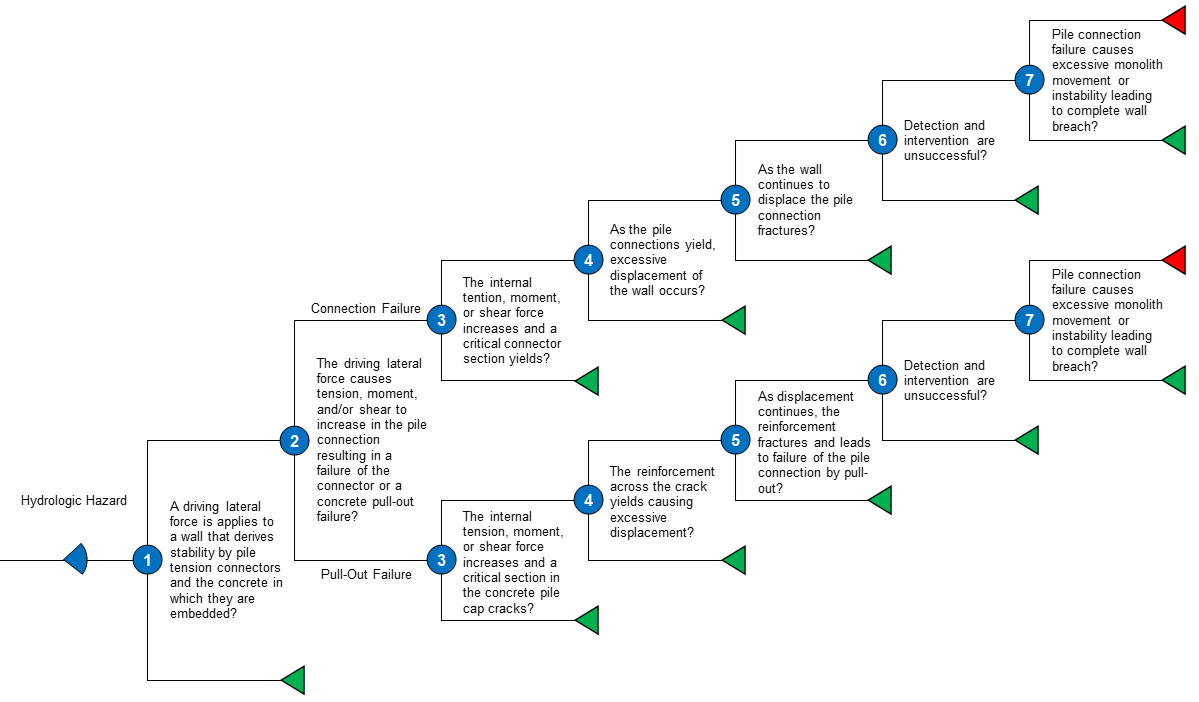 Hydrologic Hazard
1
A driving lateral
force is applies to
a wall that derives
stability by pile
tension connectors
and the concrete in
which they are
embedded?
2
The driving lateral
force causes
tension, moment,
and/or shear to
increase in the pile
connection
resulting in a
failure of the
connector or a
concrete pull-out
failure?
Connection Failure
3
The internal
tention, moment,
or shear force
increases and a
critical connector
section yields?
4
As the pile
connections yield,
excessive
displacement of
the wall occurs?
5
As the wall
continues to
displace the pile
connection
fractures?
6
Detection and
intervention are
unsuccessful?
7
Pile connection
failure causes
excessive monolith
movement or
instability leading
to complete wall
breach?
Pull-Out Failure
3
The internal
tension, moment,
or shear force
increases and a
critical section in
the concrete pile
cap cracks?
4
The reinforcement
across the crack
yields causing
excessive
displacement?
5
As displacement
continues, the
reinforcement
fractures and leads
to failure of the pile
connection by pull-
out?
6
Detection and
intervention are
unsuccessful?
7
Pile connection
failure causes
excessive monolith
movement or
instability leading
to complete wall
breach?